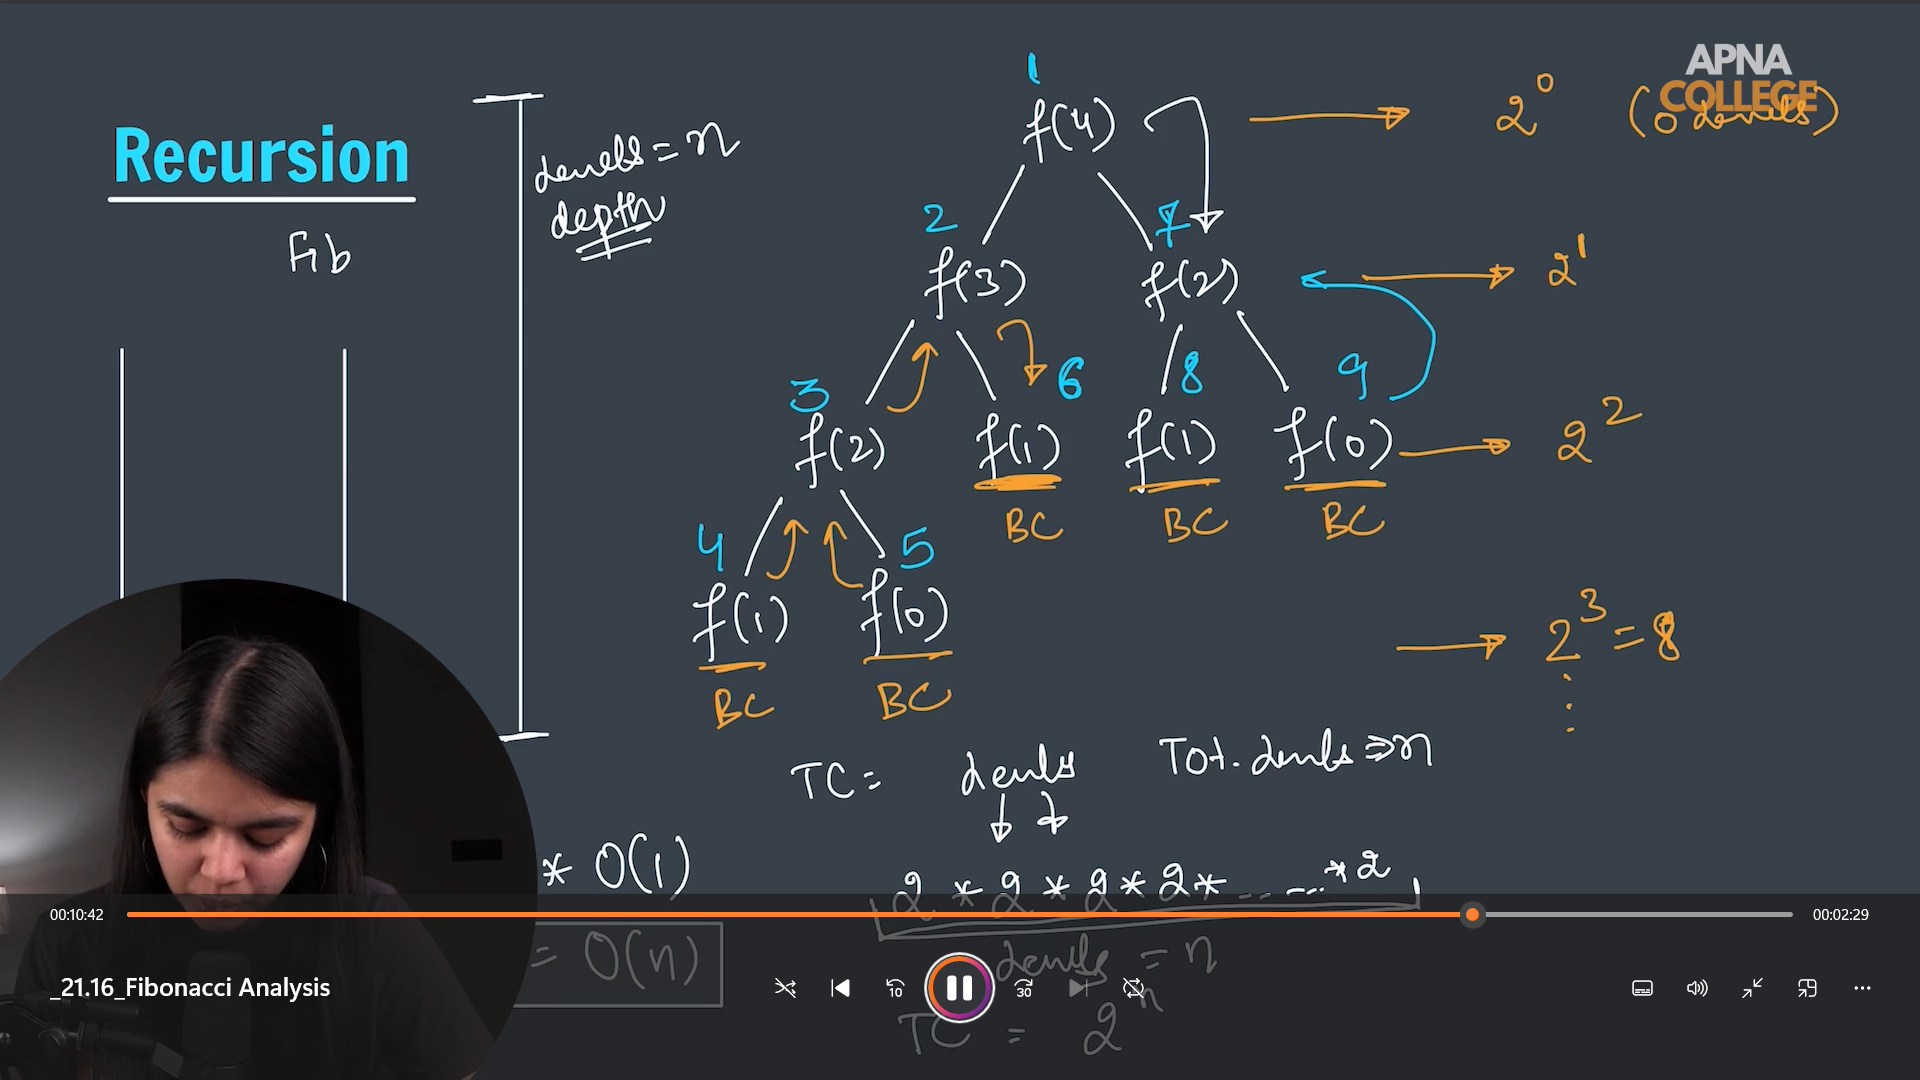 APNA
COLLEGE
Recursion
Fib
levels = n
depth
1
f(4)
2^0 (0 levels)
2
7
f(3)
f(2)
2^1
3
6
8
9
f(2)
f(1)
f(1)
f(0)
2^2
BC
BC
BC
4
5
f(1)
f(0)
2^3 = 8
BC
BC
TC =
levels
Tot. levels => n
* O(1)
2 * 2 * 2 * 2 * ..... * 2
00:10:42
00:02:29
= O(n)
levels = n
_21.16_Fibonacci Analysis
10
30
TC = 2^n